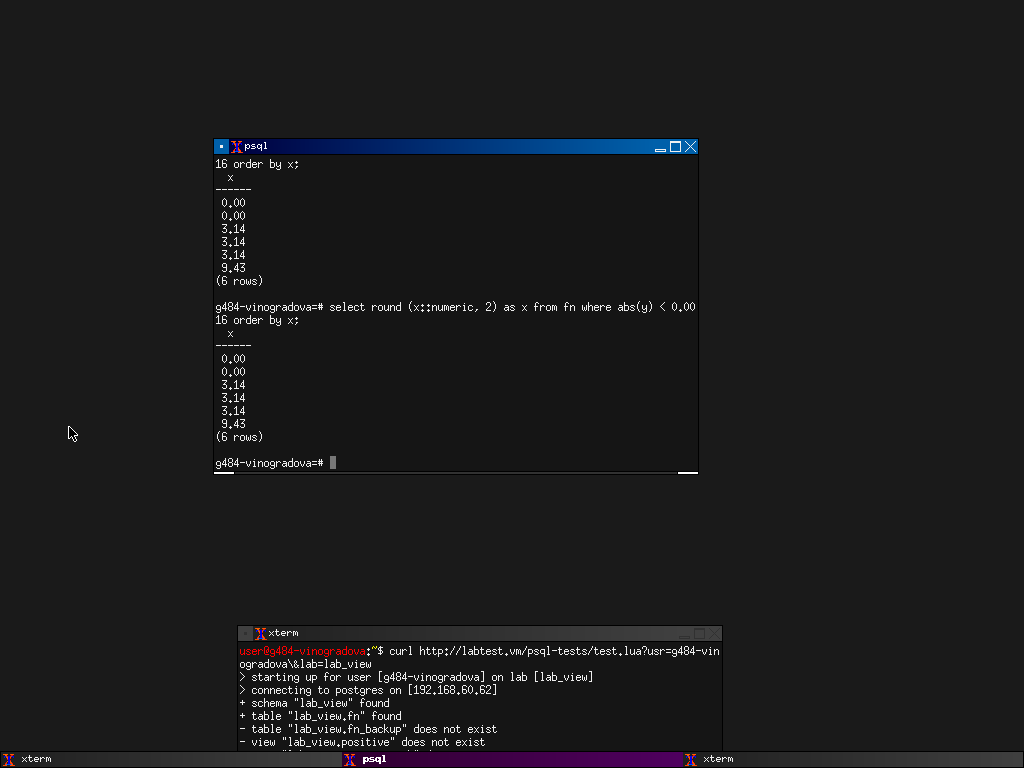 psql
16 order by x;
x
------
0.00
0.00
3.14
3.14
3.14
9.43
(6 rows)
g484-vinogradova=# select round (x::numeric, 2) as x from fn where abs(y) < 0.00
16 order by x;
x
------
0.00
0.00
3.14
3.14
3.14
9.43
(6 rows)
g484-vinogradova=#
xterm
user@g484-vinogradova:~$ curl http://labtest.vm/psql-tests/test.lua?usr=g484-vin
ogradova\&lab=lab_view
> starting up for user [g484-vinogradova] on lab [lab_view]
> connecting to postgres on [192.168.60.62]
+ schema "lab_view" found
+ table "lab_view.fn" found
- table "lab_view.fn_backup" does not exist
- view "lab_view.positive" does not exist
xterm
psql
xterm